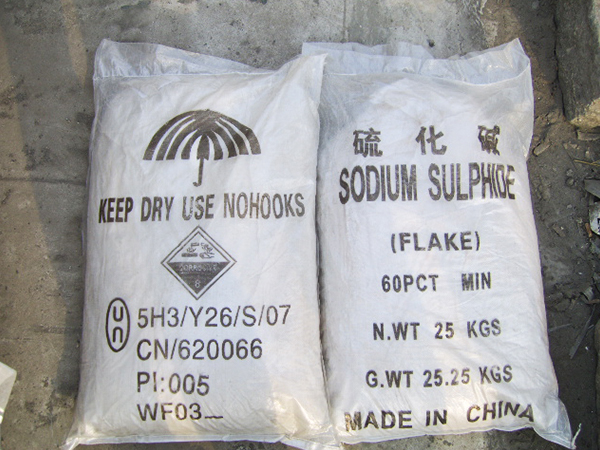 KEEP DRY USE NOHOOKS
CORROSIVE
8
un 5H3/Y26/S/07
CN/620066
PI:005
WF03
硫化碱
SODIUM SULPHIDE
(FLAKE)
60PCT MIN
N.WT 25 KGS
G.WT 25.25 KGS
MADE IN CHINA